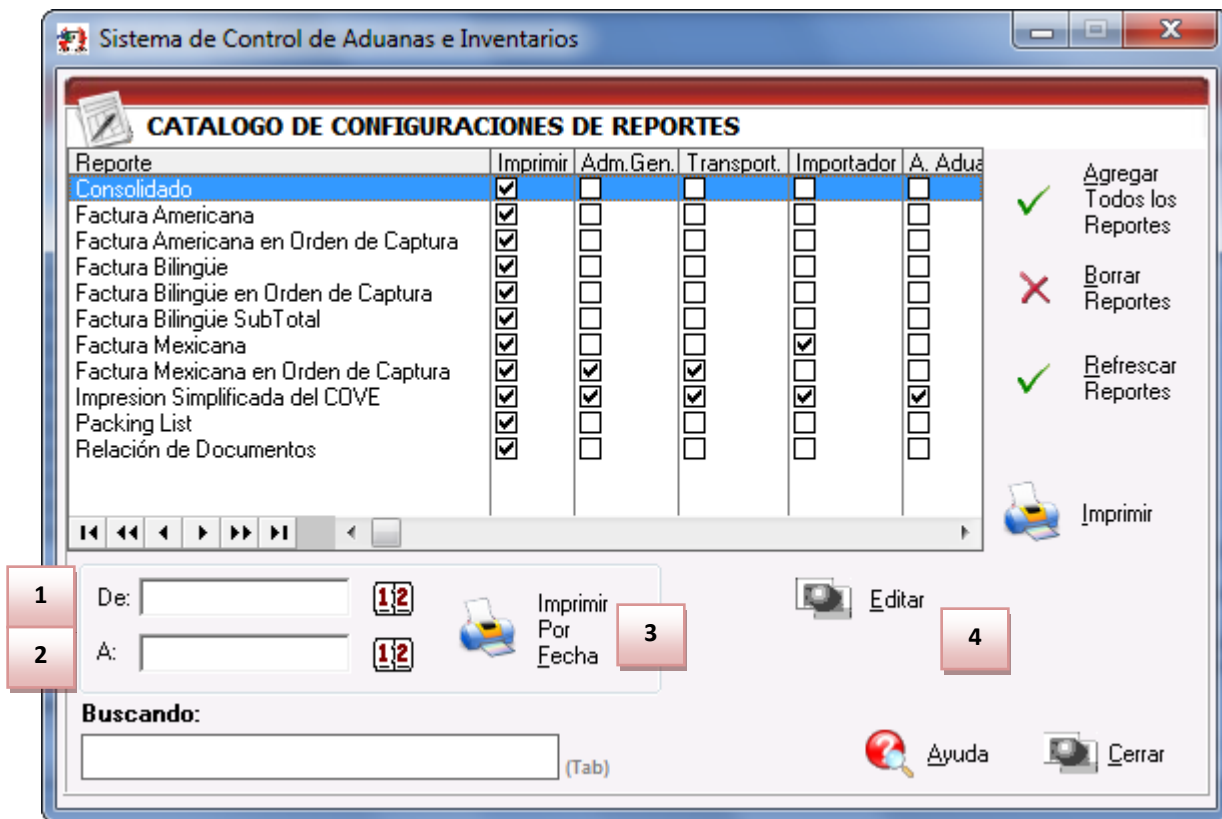 Sistema de Control de Aduanas e Inventarios
CATALOGO DE CONFIGURACIONES DE REPORTES
Reporte Imprimir Adm.Gen. Transport. Importador A. Adua
Consolidado
Factura Americana
Factura Americana en Orden de Captura
Factura Bilingüe
Factura Bilingüe en Orden de Captura
Factura Bilingüe SubTotal
Factura Mexicana
Factura Mexicana en Orden de Captura
Impresion Simplificada del COVE
Packing List
Relación de Documentos
Agregar
Todos los
Reportes
Borrar
Reportes
Refrescar
Reportes
Imprimir
1
De:
12
2
A:
12
Imprimir
Por
Fecha
3
Editar
4
Buscando:
(Tab)
Ayuda
Cerrar